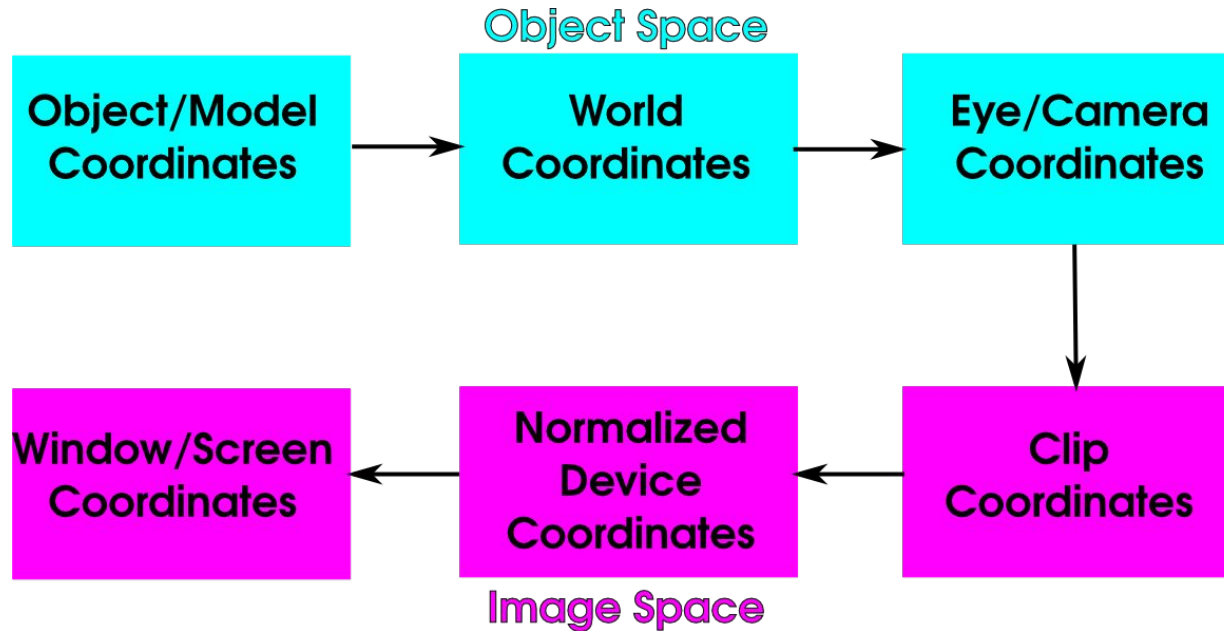 Object Space
Object/Model
Coordinates
World
Coordinates
Eye/Camera
Coordinates
Window/Screen
Coordinates
Normalized
Device
Coordinates
Clip
Coordinates
Image Space